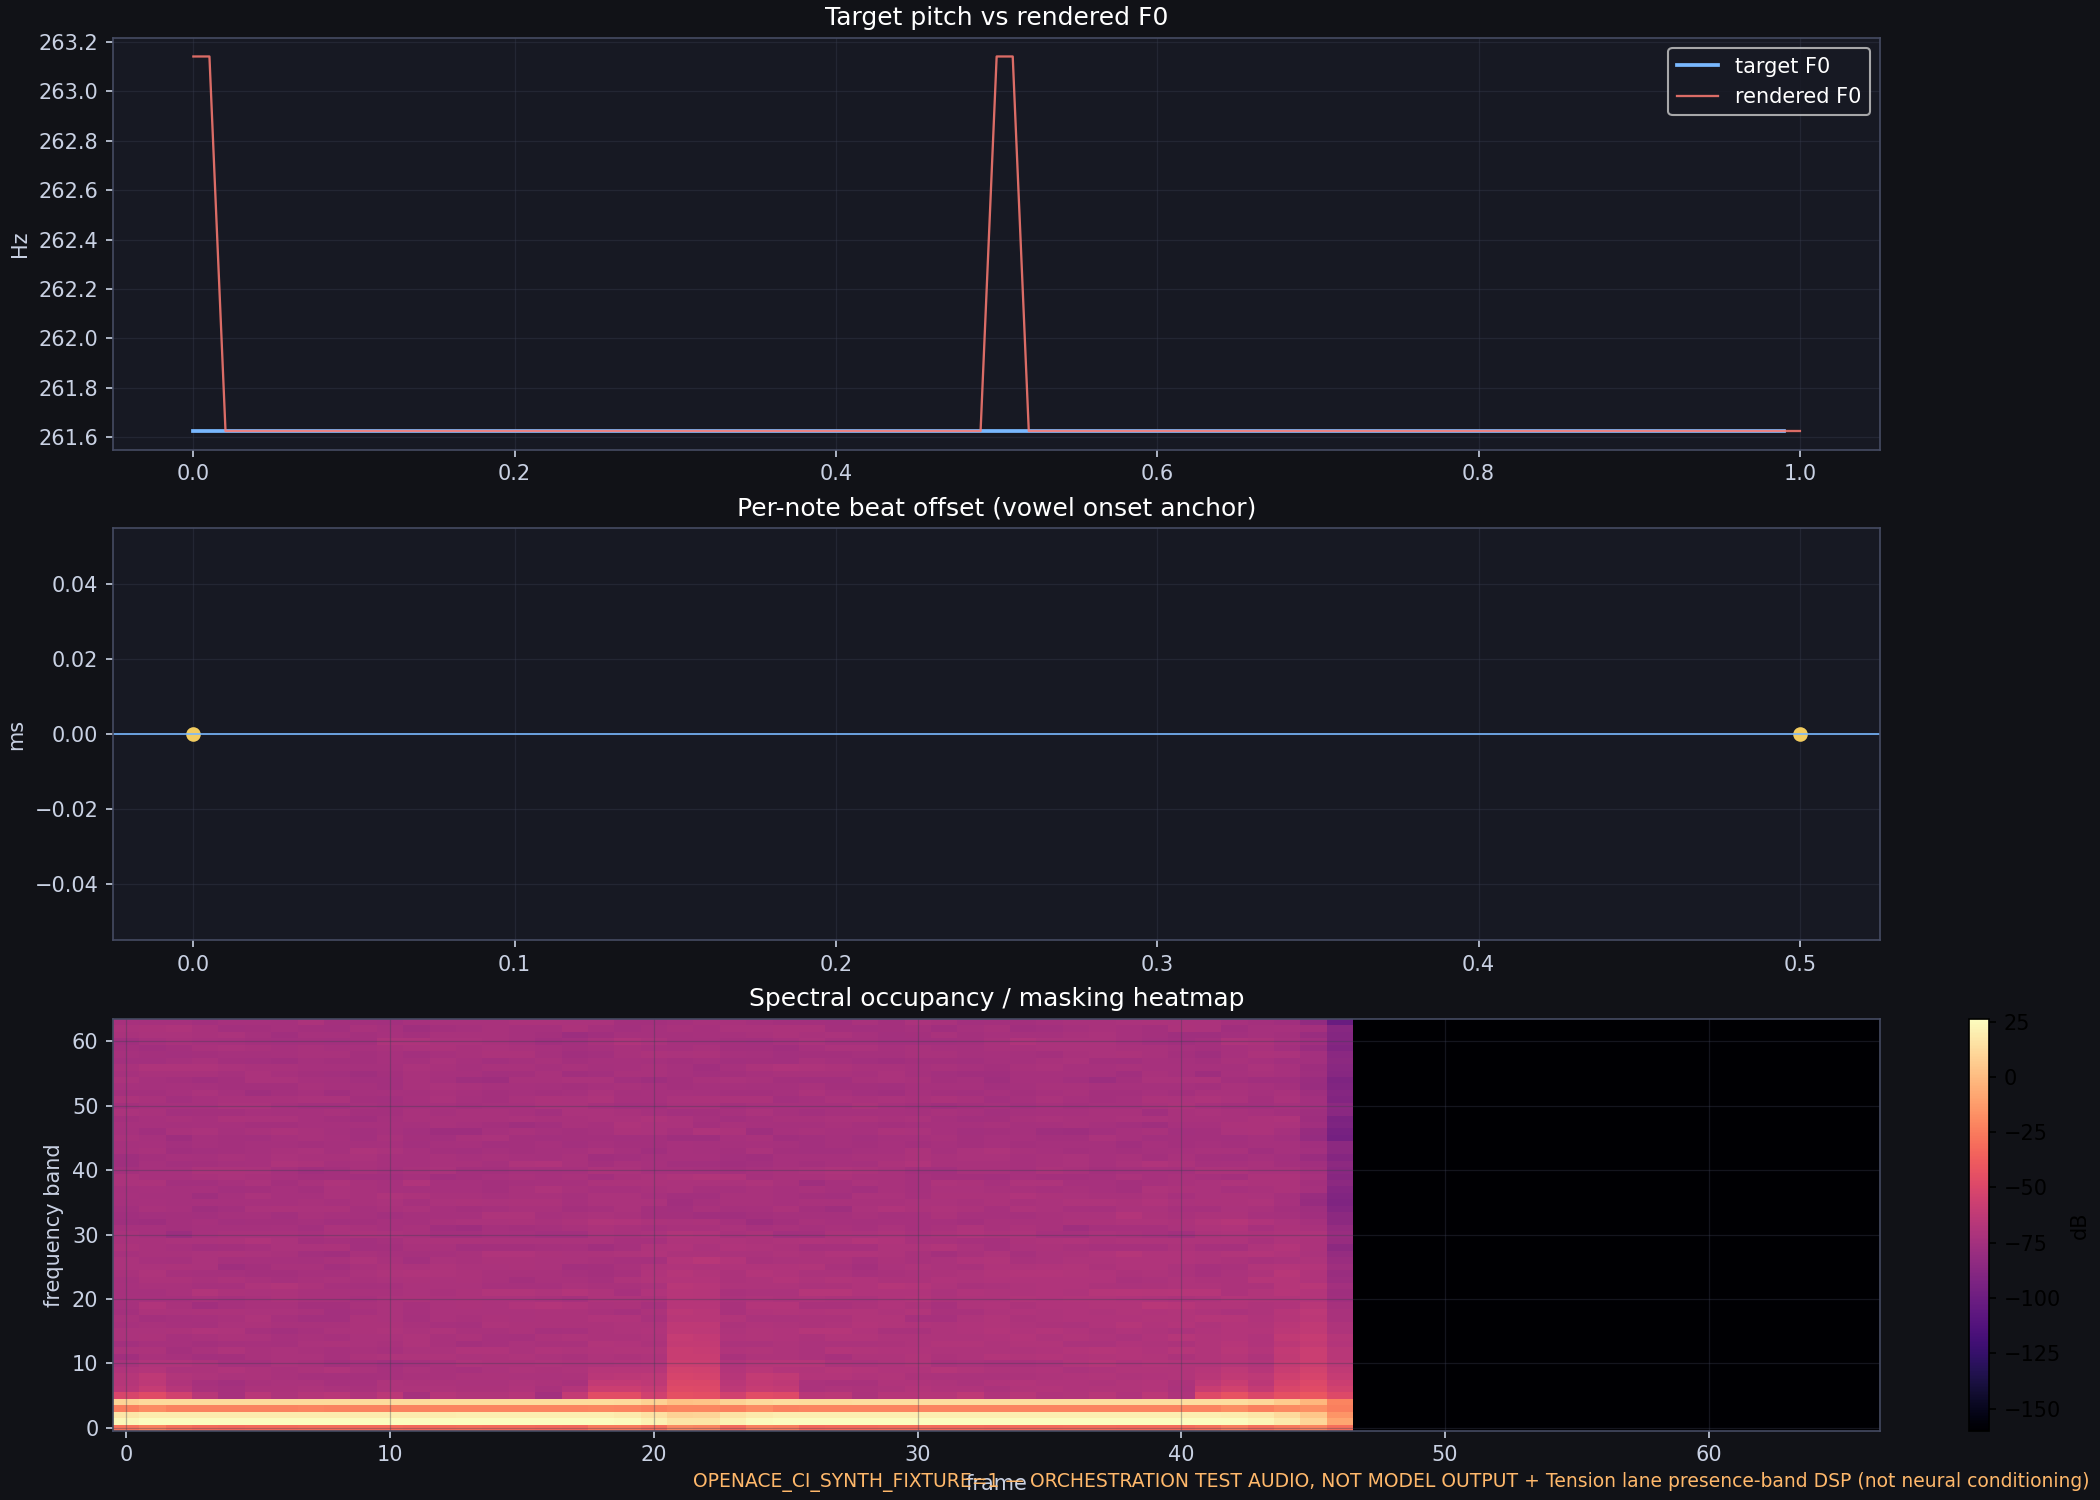 Target pitch vs rendered F0
263.2
263.0
262.8
262.6
262.4
262.2
262.0
261.8
261.6
Hz
target F0
rendered F0
0.0 0.2 0.4 0.6 0.8 1.0
Per-note beat offset (vowel onset anchor)
0.04
0.02
0.00
−0.02
−0.04
ms
0.0 0.1 0.2 0.3 0.4 0.5
Spectral occupancy / masking heatmap
60
50
40
30
20
10
0
frequency band
0 10 20 30 40 50 60
frame
25
0
−25
−50
−75
−100
−125
−150
dB
OPENACE_CI_SYNTH_FIXTURE=1 — ORCHESTRATION TEST AUDIO, NOT MODEL OUTPUT + Tension lane presence-band DSP (not neural conditioning)